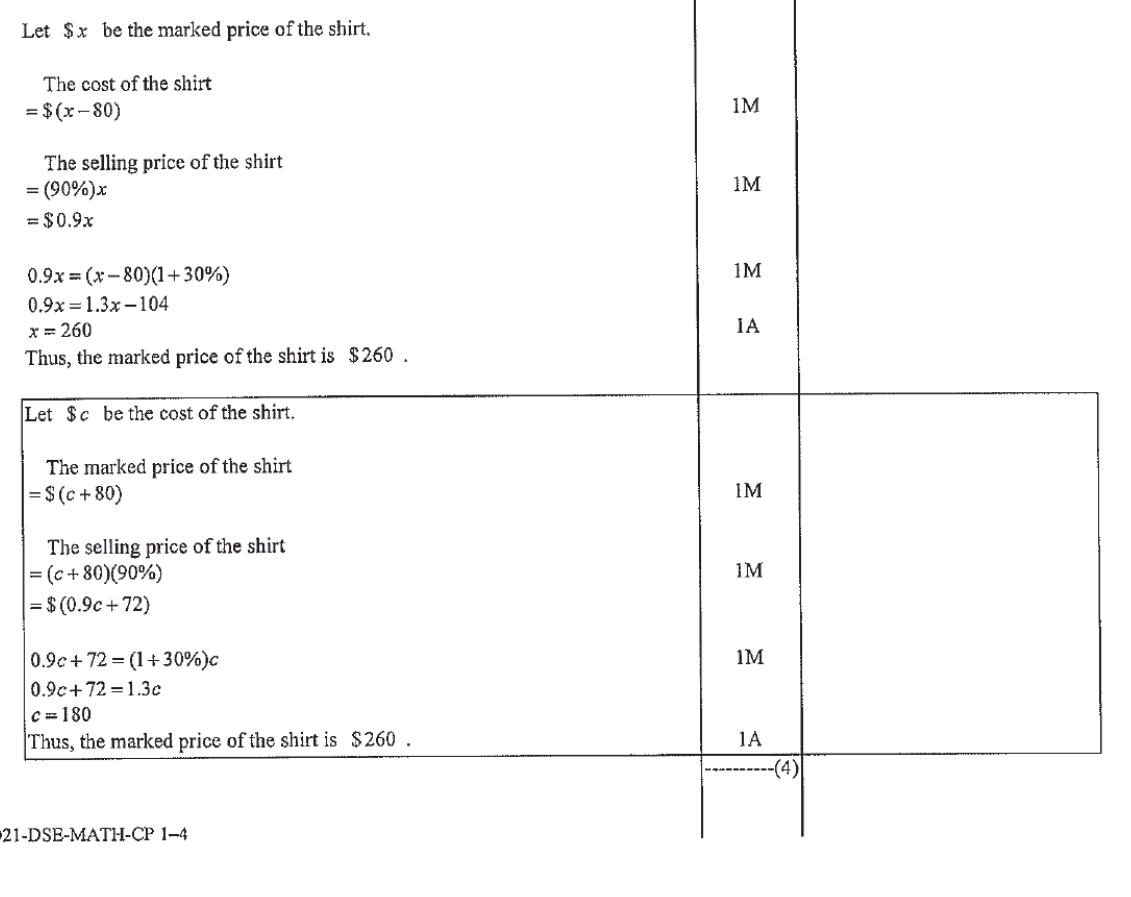 Let $x be the marked price of the shirt.
The cost of the shirt
= $(x – 80) 1M
The selling price of the shirt
= (90%)x 1M
= $0.9x
0.9x = (x – 80)(1 + 30%) 1M
0.9x = 1.3x – 104
x = 260 1A
Thus, the marked price of the shirt is $260 .
Let $c be the cost of the shirt.
The marked price of the shirt
= $(c + 80) 1M
The selling price of the shirt
= (c + 80)(90%) 1M
= $(0.9c + 72)
0.9c + 72 = (1 + 30%)c 1M
0.9c + 72 = 1.3c
c = 180
Thus, the marked price of the shirt is $260 . 1A
----------(4)
21-DSE-MATH-CP 1–4